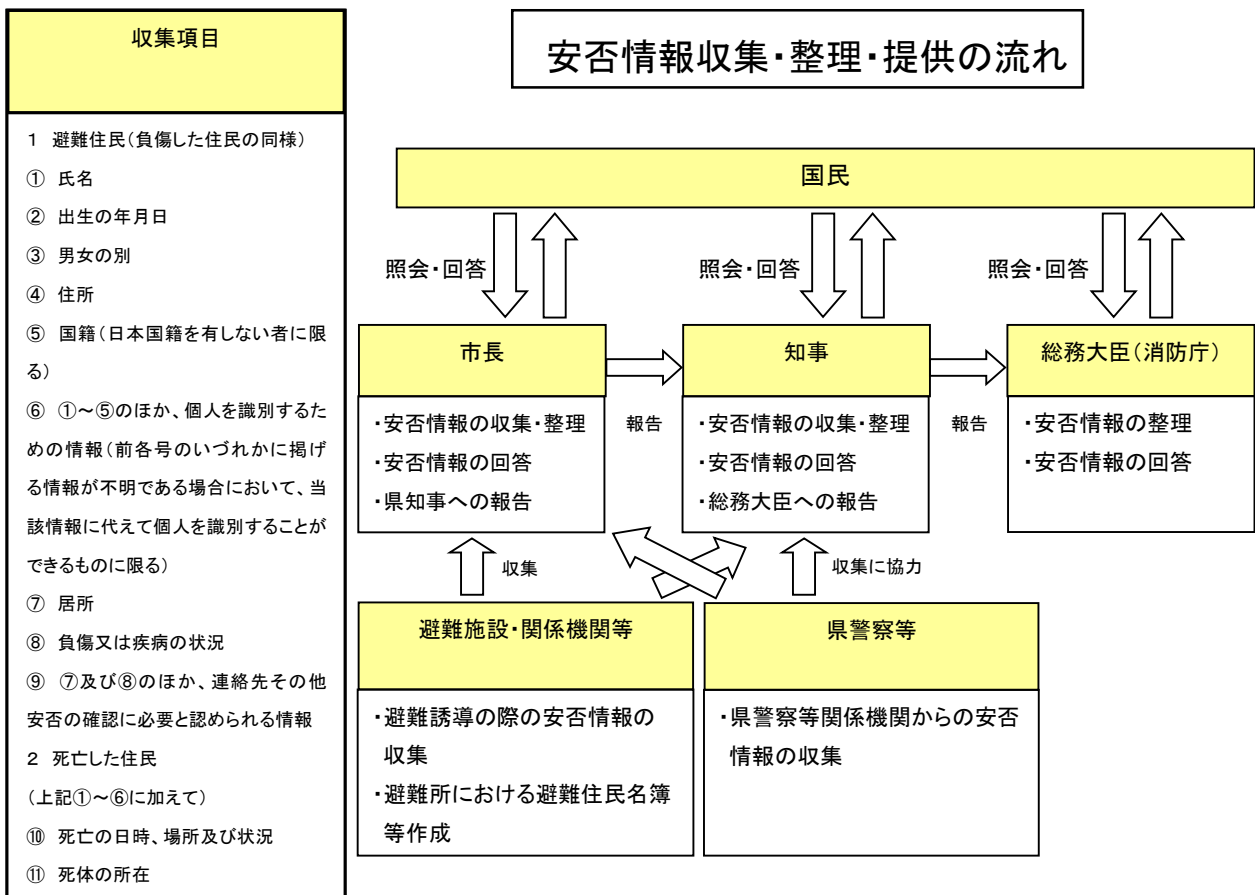 収集項目
1 避難住民(負傷した住民の同様)
① 氏名
② 出生の年月日
③ 男女の別
④ 住所
⑤ 国籍(日本国籍を有しない者に限
る)
⑥ ①~⑤のほか、個人を識別するた
めの情報(前各号のいづれかに掲げ
る情報が不明である場合において、当
該情報に代えて個人を識別することが
できるものに限る)
⑦ 居所
⑧ 負傷又は疾病の状況
⑨ ⑦及び⑧のほか、連絡先その他
安否の確認に必要と認められる情報
2 死亡した住民
(上記①~⑥に加えて)
⑩ 死亡の日時、場所及び状況
⑪ 死体の所在
安否情報収集・整理・提供の流れ
国民
照会・回答
照会・回答
照会・回答
市長
・安否情報の収集・整理
・安否情報の回答
・県知事への報告
報告
知事
・安否情報の収集・整理
・安否情報の回答
・総務大臣への報告
報告
総務大臣(消防庁)
・安否情報の整理
・安否情報の回答
収集
収集に協力
避難施設・関係機関等
・避難誘導の際の安否情報の
収集
・避難所における避難住民名簿
等作成
県警察等
・県警察等関係機関からの安否
情報の収集